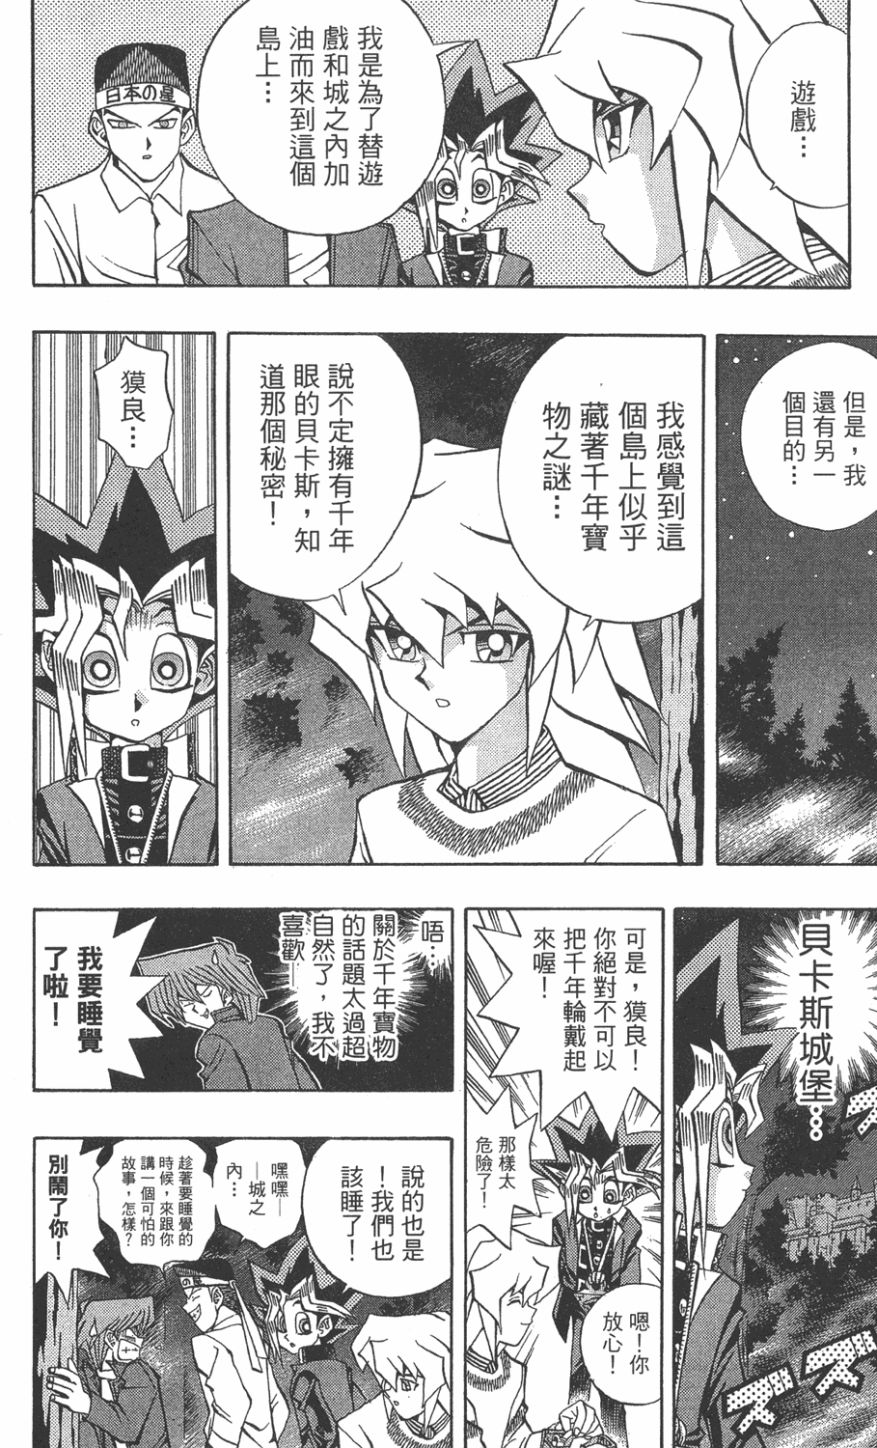 遊戲…
我是為了替遊
戲和城之內加
油而來到這個
島上…
日本の星
但是，我
還有另一
個目的…
我感覺到這
個島上似乎
藏著千年寶
物之謎…
說不定擁有千年
眼的貝卡斯，知
道那個秘密！
獏良…
貝卡斯城堡…
ズズズ
可是，獏良！
你絕對不可以
把千年輪戴起
來喔！
那樣太
危險了！
嗯！你
放心！
唔…
關於千年寶物
的話題太過超
自然了，我不
喜歡
我要睡覺
了啦！
說的也是
！我們也
該睡了！
嘿嘿—
—城之
內…
趁著要睡覺的
時候，來跟你
講一個可怕的
故事，怎樣？
別鬧了你！
の星